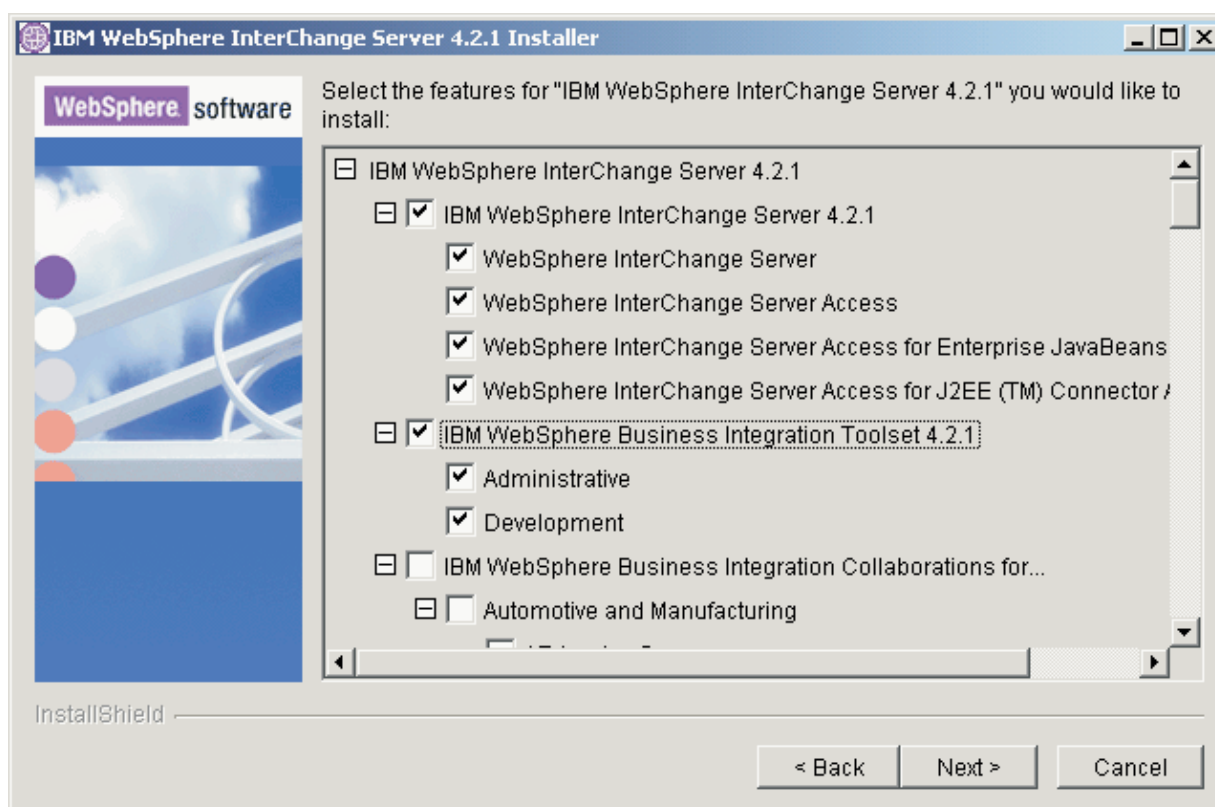 IBM WebSphere InterChange Server 4.2.1 Installer
WebSphere. software
Select the features for "IBM WebSphere InterChange Server 4.2.1" you would like to
install:
IBM WebSphere InterChange Server 4.2.1
IBM WebSphere InterChange Server 4.2.1
WebSphere InterChange Server
WebSphere InterChange Server Access
WebSphere InterChange Server Access for Enterprise JavaBeans
WebSphere InterChange Server Access for J2EE (TM) Connector
IBM WebSphere Business Integration Toolset 4.2.1
Administrative
Development
IBM WebSphere Business Integration Collaborations for...
Automotive and Manufacturing
InstallShield
< Back
Next >
Cancel